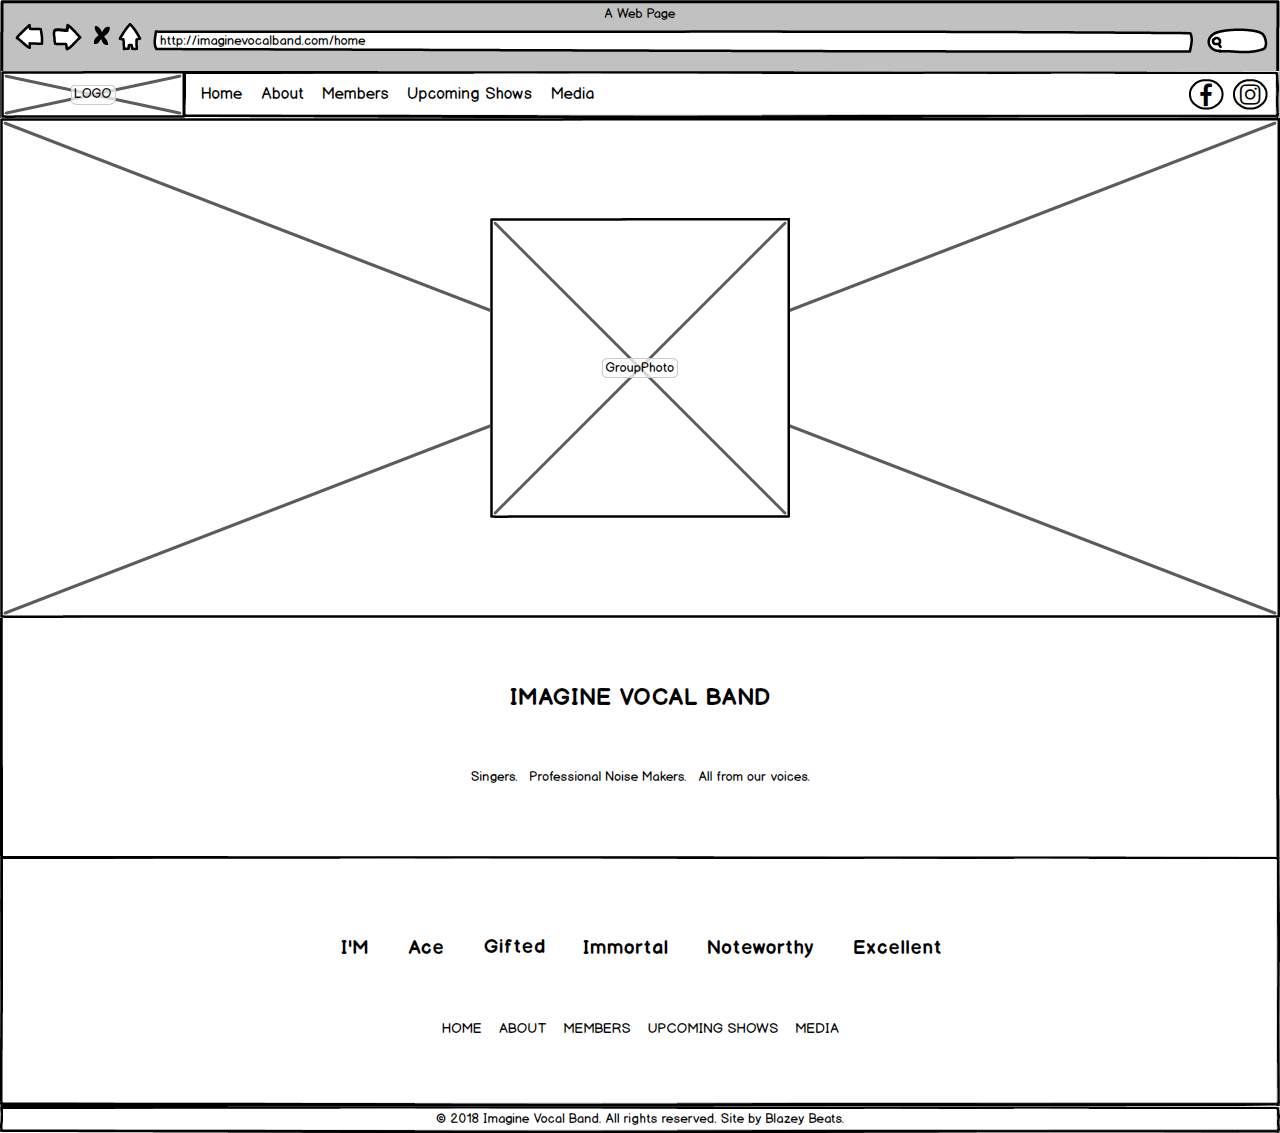 A Web Page
http://imaginevocalband.com/home
LOGO
Home About Members Upcoming Shows Media
GroupPhoto
IMAGINE VOCAL BAND
Singers. Professional Noise Makers. All from our voices.
I'M Ace Gifted Immortal Noteworthy Excellent
HOME ABOUT MEMBERS UPCOMING SHOWS MEDIA
© 2018 Imagine Vocal Band. All rights reserved. Site by Blazey Beats.